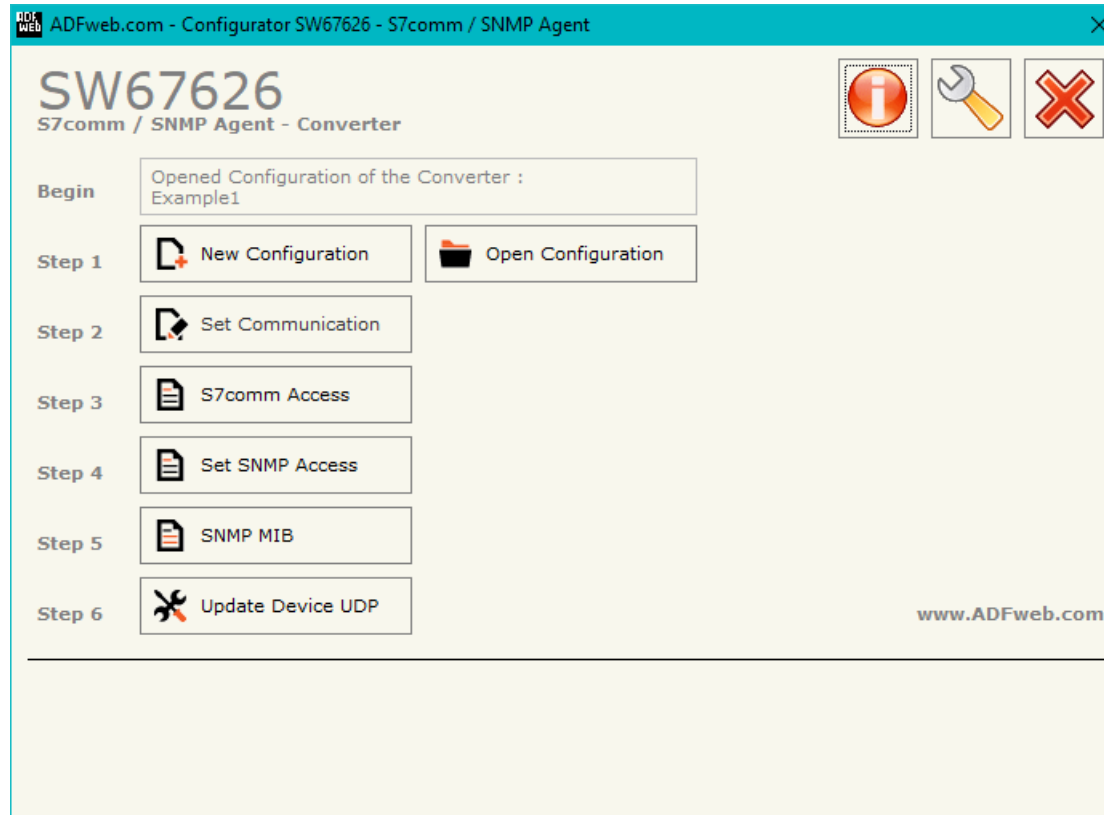 ADF WEB ADFweb.com - Configurator SW67626 - S7comm / SNMP Agent
SW67626
S7comm / SNMP Agent - Converter
Begin
Opened Configuration of the Converter :
Example1
Step 1
New Configuration
Open Configuration
Step 2
Set Communication
Step 3
S7comm Access
Step 4
Set SNMP Access
Step 5
SNMP MIB
Step 6
Update Device UDP
www.ADFweb.com